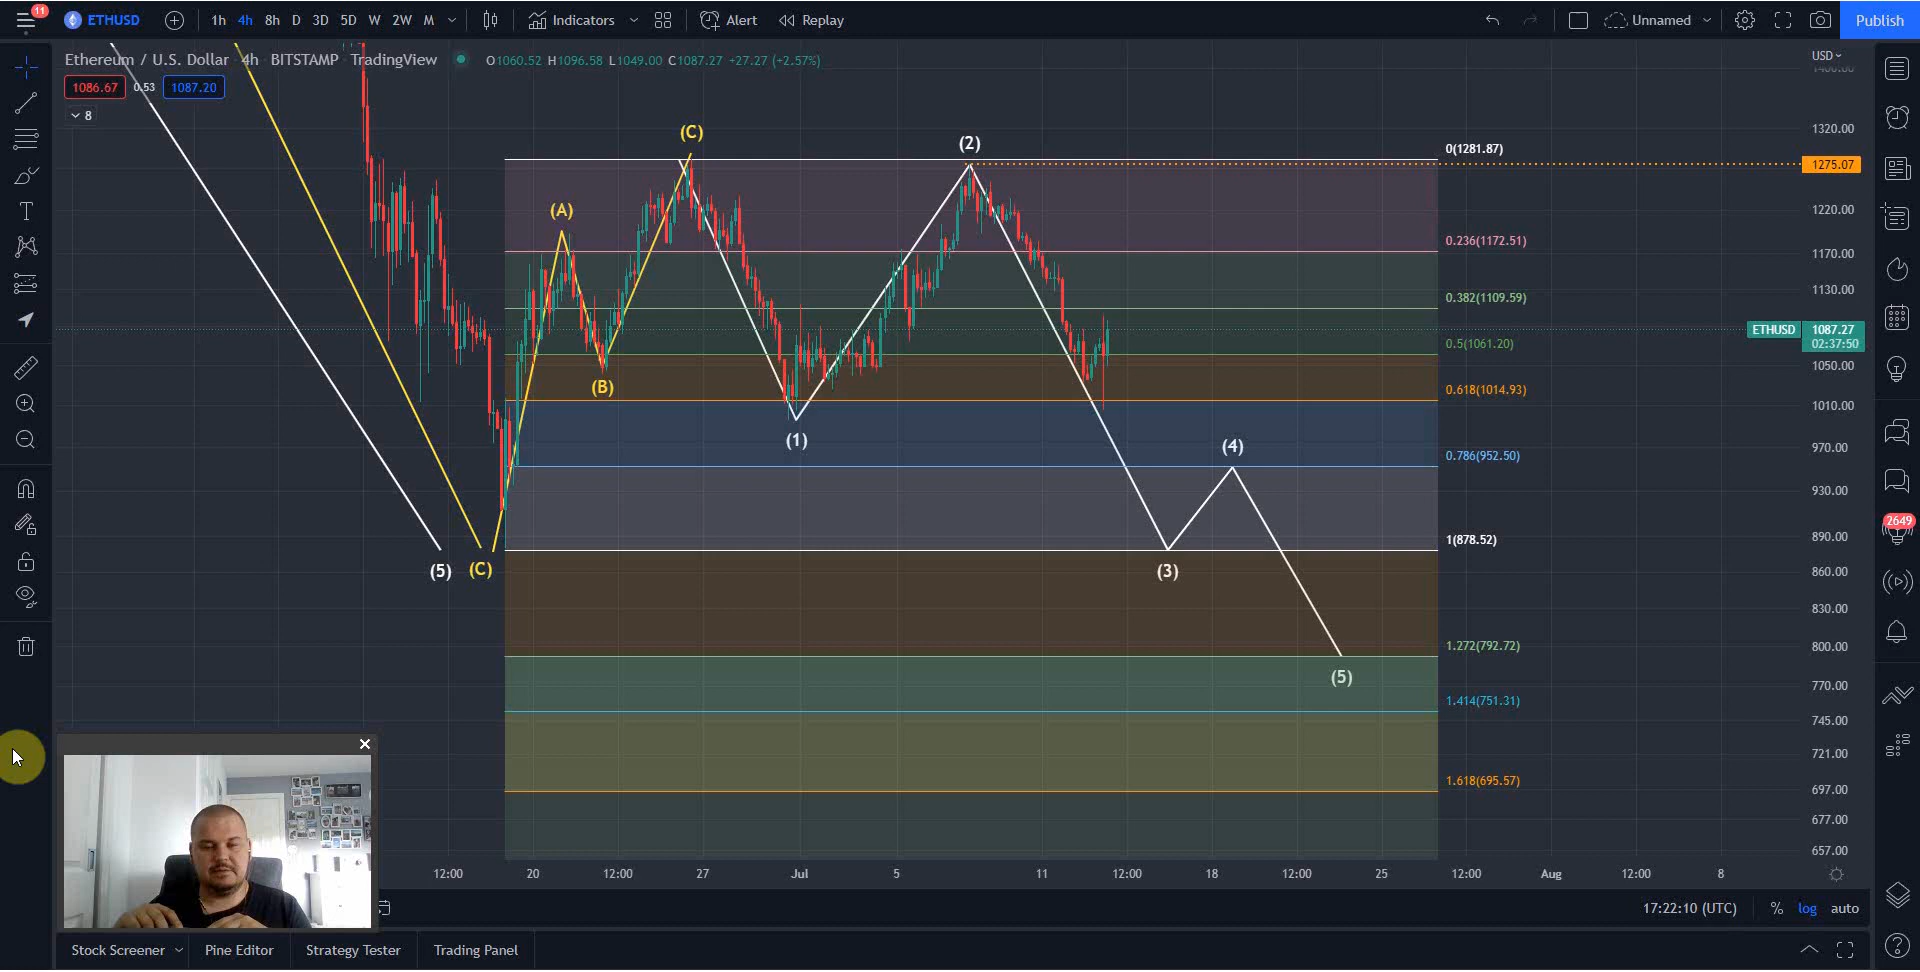 11
ETHUSD
1h 4h 8h D 3D 5D W 2W M
Indicators
Alert
Replay
Unnamed
Publish
Ethereum / U.S. Dollar · 4h · BITSTAMP · TradingView
O1060.52 H1096.58 L1049.00 C1087.27 +27.27 (+2.57%)
USD
1400.00
1086.67
0.53
1087.20
8
1320.00
(C)
(2)
0(1281.87)
1275.07
(A)
1220.00
0.236(1172.51)
1170.00
1130.00
0.382(1109.59)
ETHUSD
1087.27
02:37:50
0.5(1061.20)
1050.00
(B)
0.618(1014.93)
1010.00
(1)
(4)
970.00
0.786(952.50)
930.00
2649
890.00
1(878.52)
(5)
(C)
(3)
860.00
830.00
1.272(792.72)
800.00
(5)
770.00
1.414(751.31)
745.00
721.00
1.618(695.57)
697.00
677.00
657.00
12:00 20 12:00 27 Jul 5 11 12:00 18 12:00 25 12:00 Aug 12:00 8
17:22:10 (UTC)
% log auto
Stock Screener
Pine Editor
Strategy Tester
Trading Panel